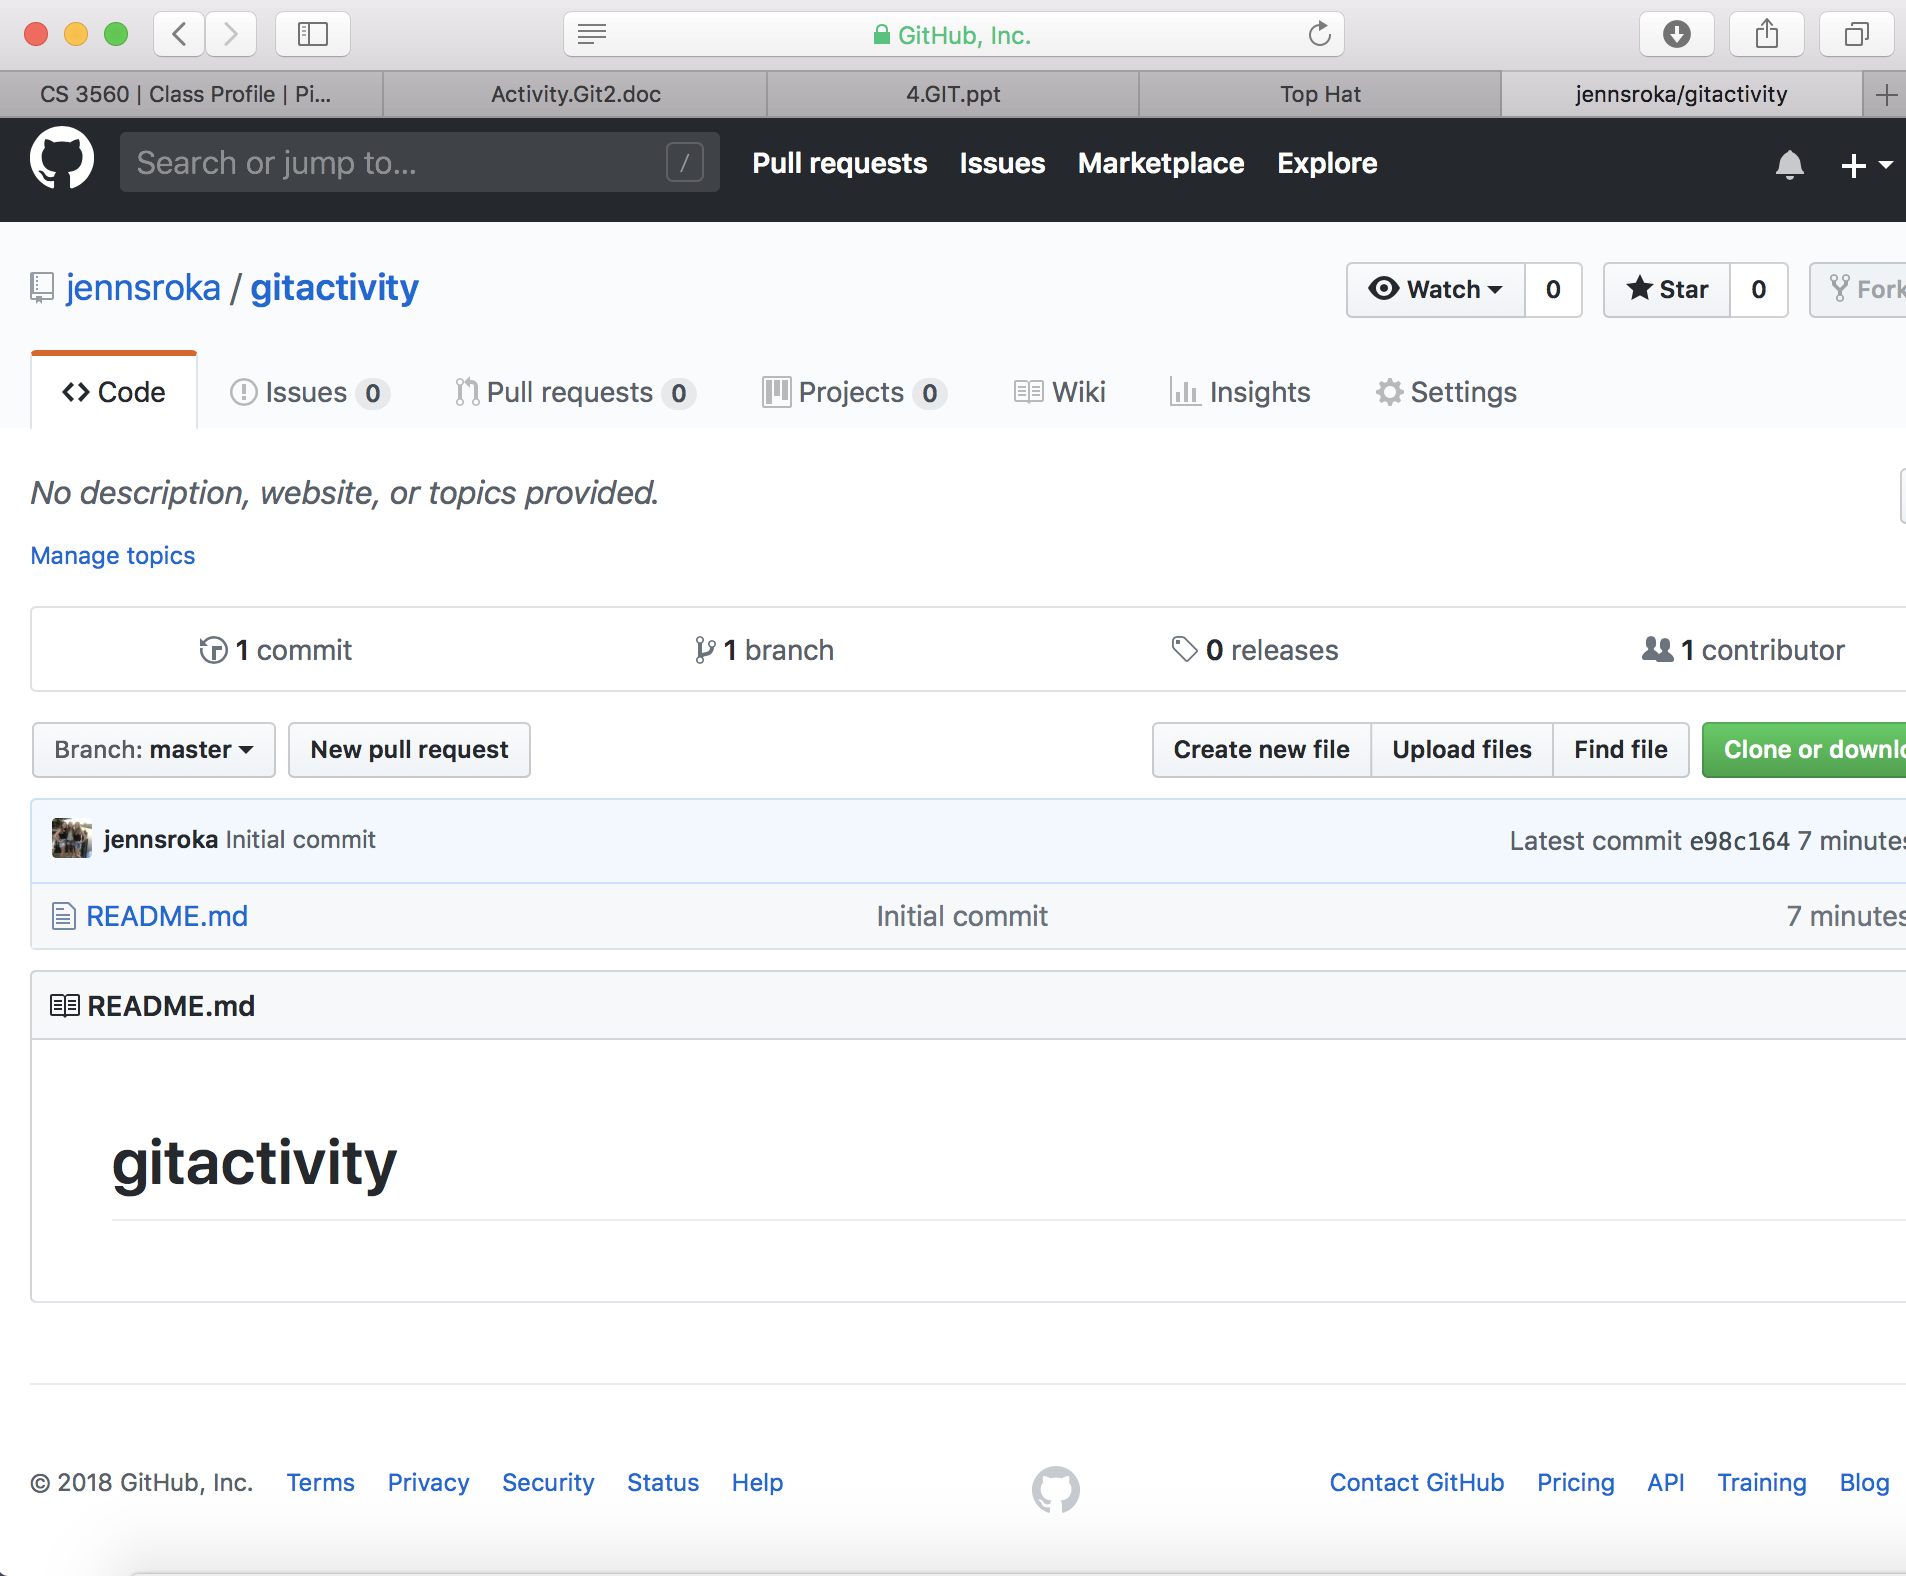 GitHub, Inc.
CS 3560 | Class Profile | Pi... Activity.Git2.doc 4.GIT.ppt Top Hat jennsroka/gitactivity
Search or jump to... / Pull requests Issues Marketplace Explore
jennsroka / gitactivity Watch 0 Star 0 Fork
Code Issues 0 Pull requests 0 Projects 0 Wiki Insights Settings
No description, website, or topics provided.
Manage topics
1 commit 1 branch 0 releases 1 contributor
Branch: master New pull request Create new file Upload files Find file Clone or downlo
jennsroka Initial commit Latest commit e98c164 7 minutes
README.md Initial commit 7 minutes
README.md
gitactivity
© 2018 GitHub, Inc. Terms Privacy Security Status Help Contact GitHub Pricing API Training Blog